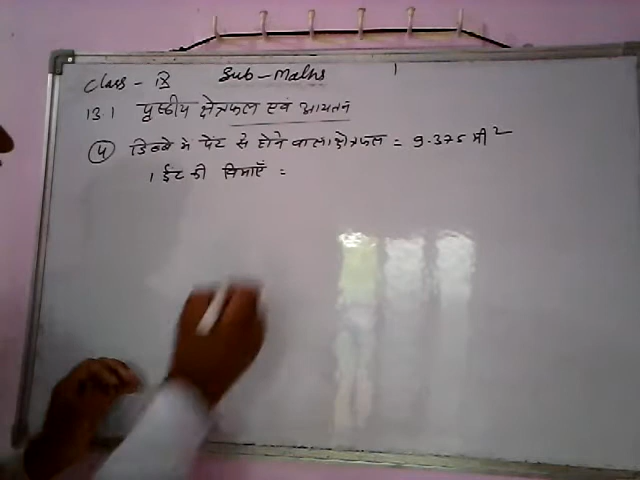 Class - IX Sub - Maths
13.1 पृष्ठीय क्षेत्रफल एवं आयतन
(4) डिब्बे में पेंट से होने वाला क्षेत्रफल = 9.375 मी²
1 ईंट की विमाएँ =